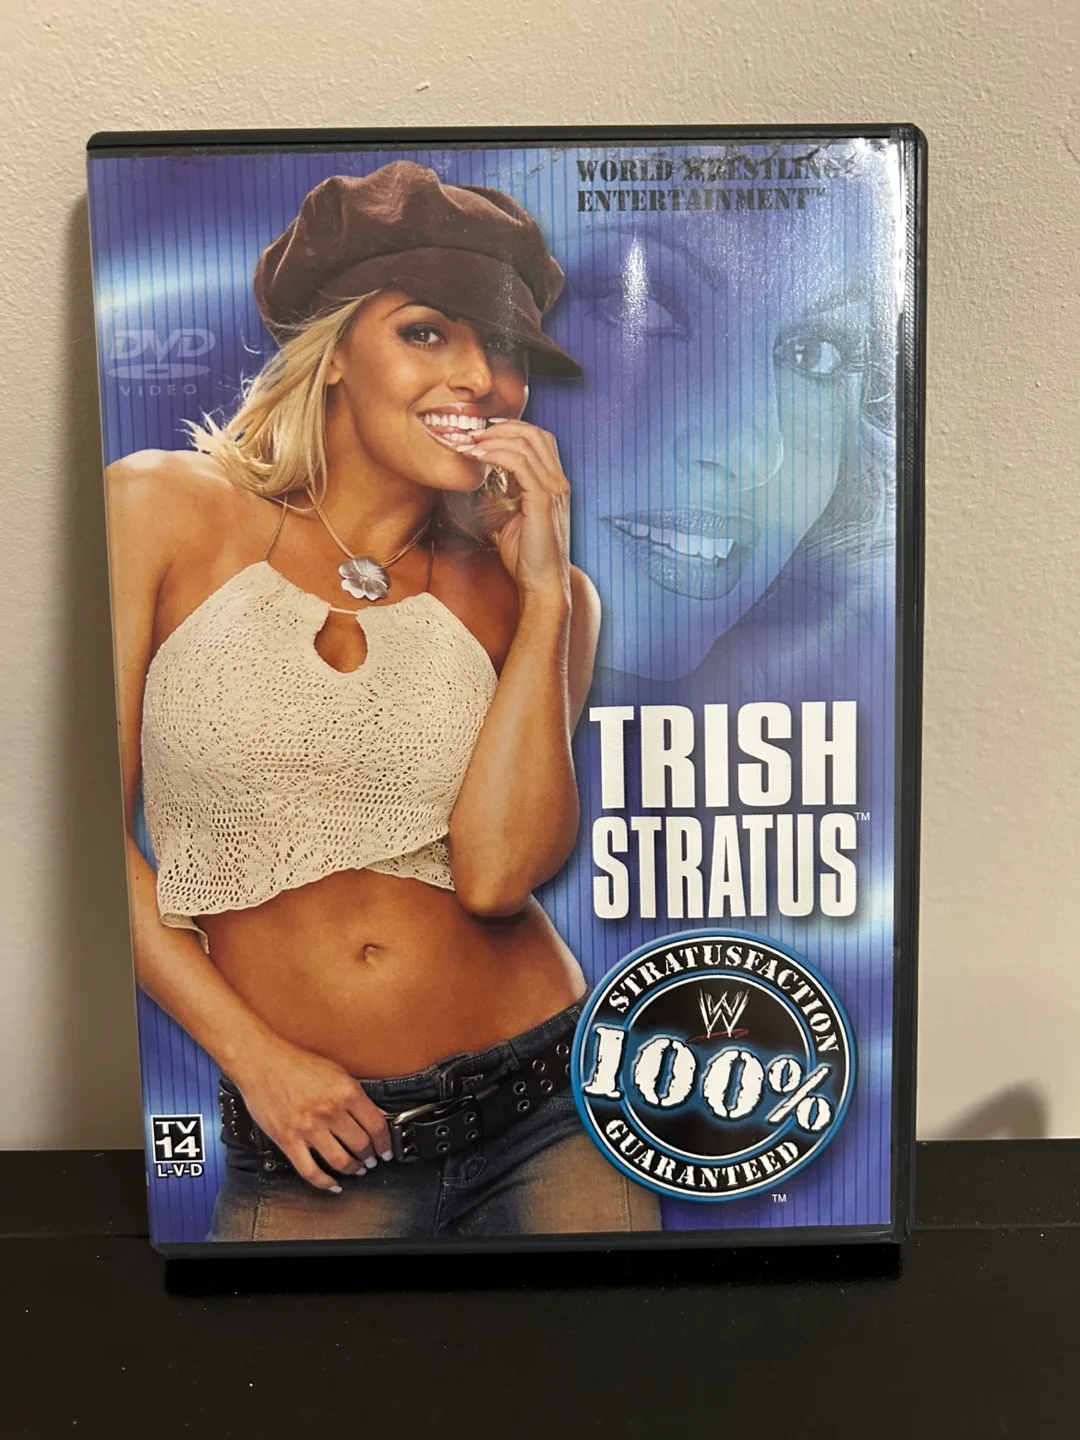 WORLD WRESTLING
ENTERTAINMENT™
DVD
VIDEO
TRISH
STRATUS™
STRATUSFACTION
W
100%
GUARANTEED
TM
TV
14
L-V-D